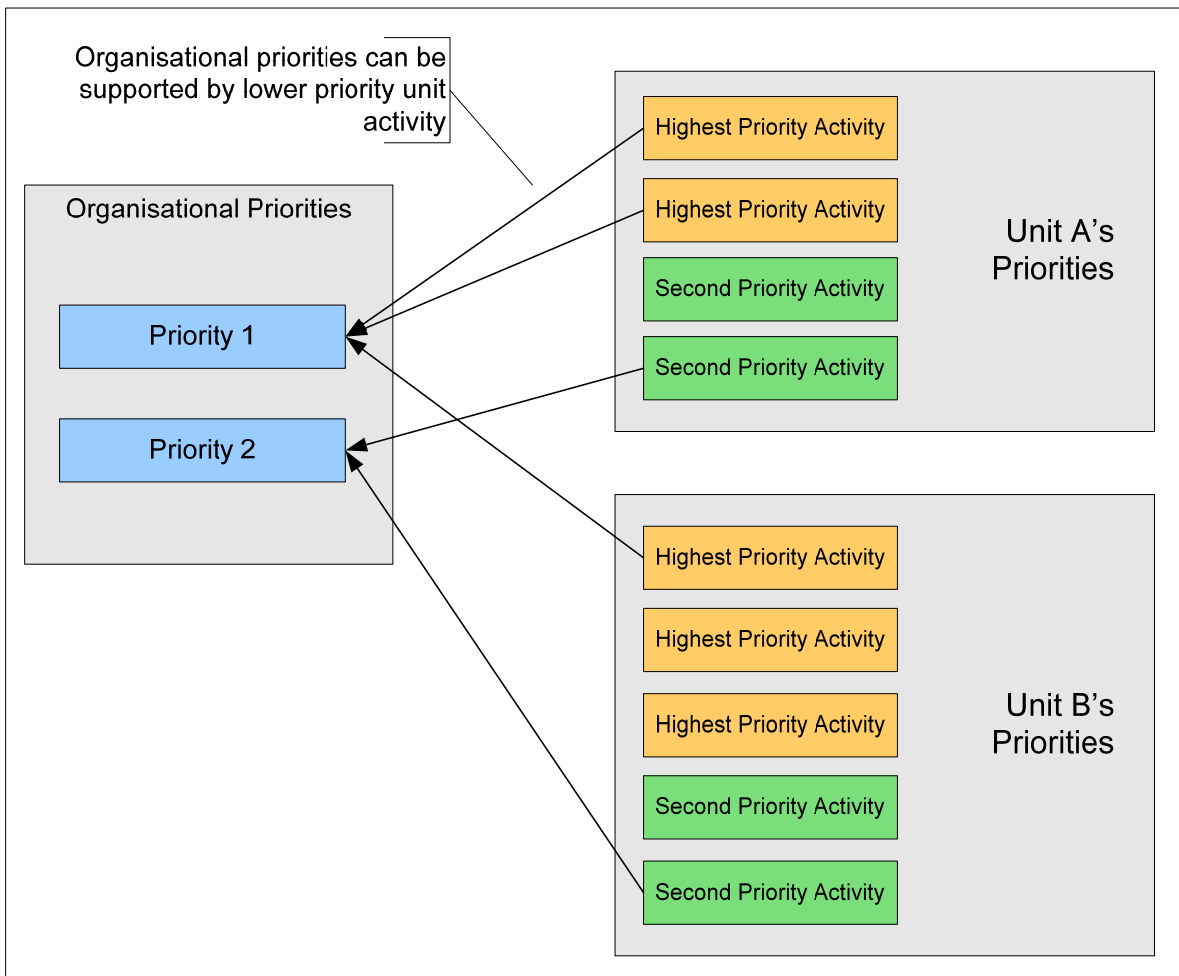 Organisational priorities can be
supported by lower priority unit
activity
Organisational Priorities
Priority 1
Priority 2
Highest Priority Activity
Highest Priority Activity
Second Priority Activity
Second Priority Activity
Unit A's
Priorities
Highest Priority Activity
Highest Priority Activity
Highest Priority Activity
Second Priority Activity
Second Priority Activity
Unit B's
Priorities